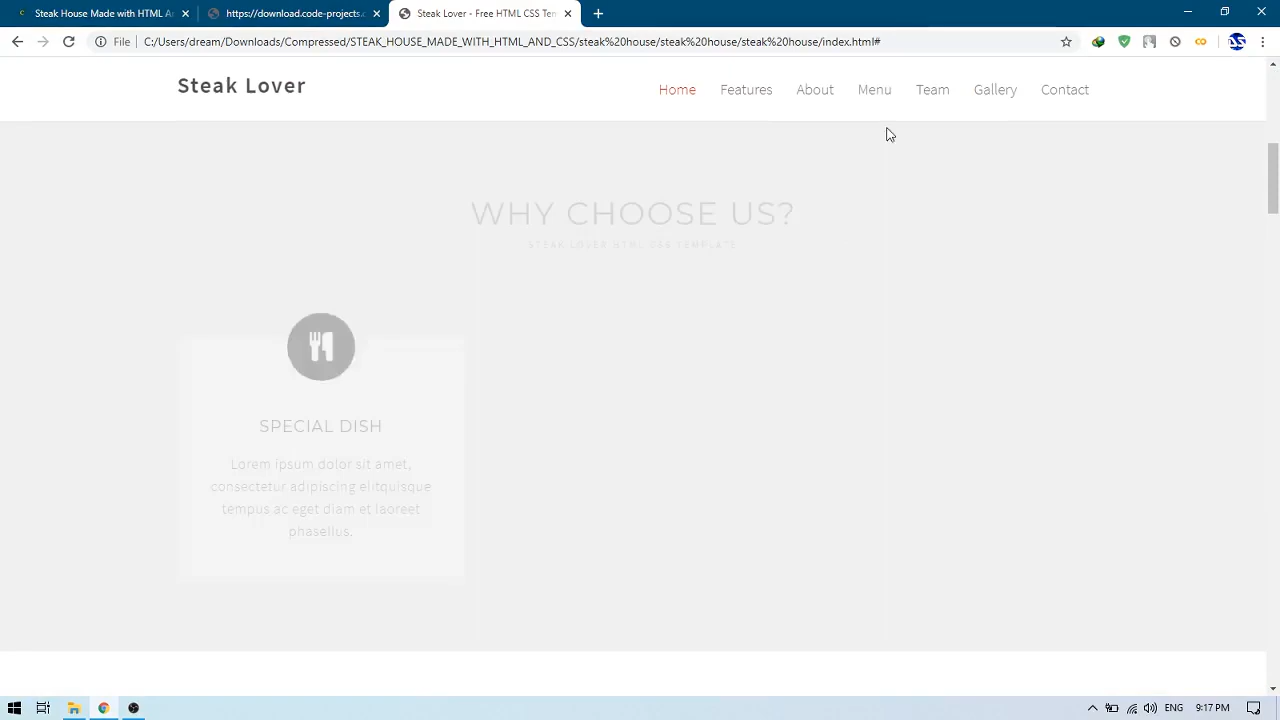 Steak House Made with HTML Ar
https://download.code-projects.c
Steak Lover - Free HTML CSS Ten
File
C:/Users/dream/Downloads/Compressed/STEAK_HOUSE_MADE_WITH_HTML_AND_CSS/steak%20house/steak%20house/steak%20house/index.html#
Steak Lover
Home
Features
About
Menu
Team
Gallery
Contact
WHY CHOOSE US?
STEAK LOVER HTML CSS TEMPLATE
SPECIAL DISH
Lorem ipsum dolor sit amet,
consectetur adipiscing elitquisque
tempus ac eget diam et laoreet
phasellus.
ENG
9:17 PM